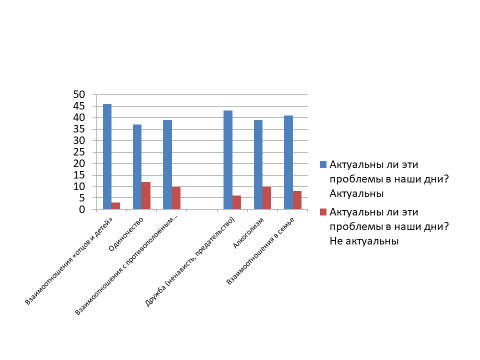 50
45
40
35
30
25
20
15
10
5
0
Взаимоотношения «отцов и детей»
Одиночество
Взаимоотношения с противоположным...
Дружба (ненависть, предательство)
Алкоголизм
Взаимоотношения в семье
Актуальны ли эти
проблемы в наши дни?
Актуальны
Актуальны ли эти
проблемы в наши дни?
Не актуальны